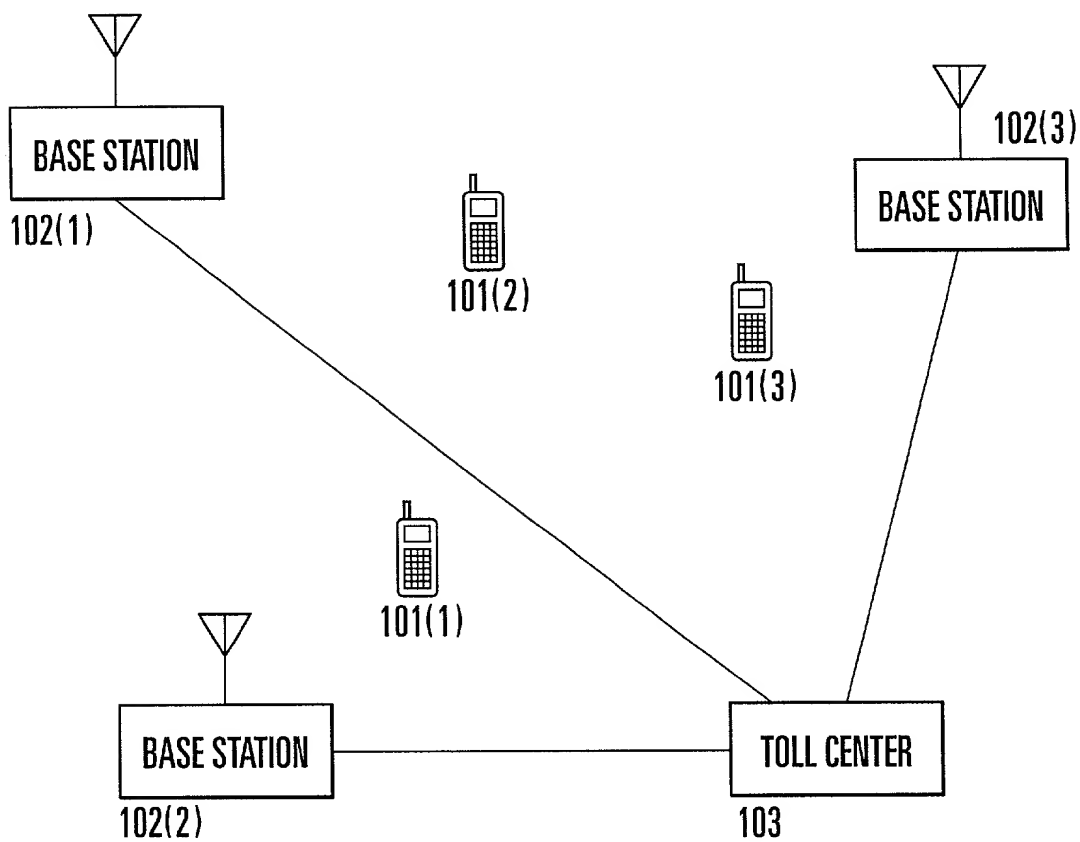 102(3)
BASE STATION
102(1)
BASE STATION
101(2)
101(3)
101(1)
BASE STATION
102(2)
TOLL CENTER
103